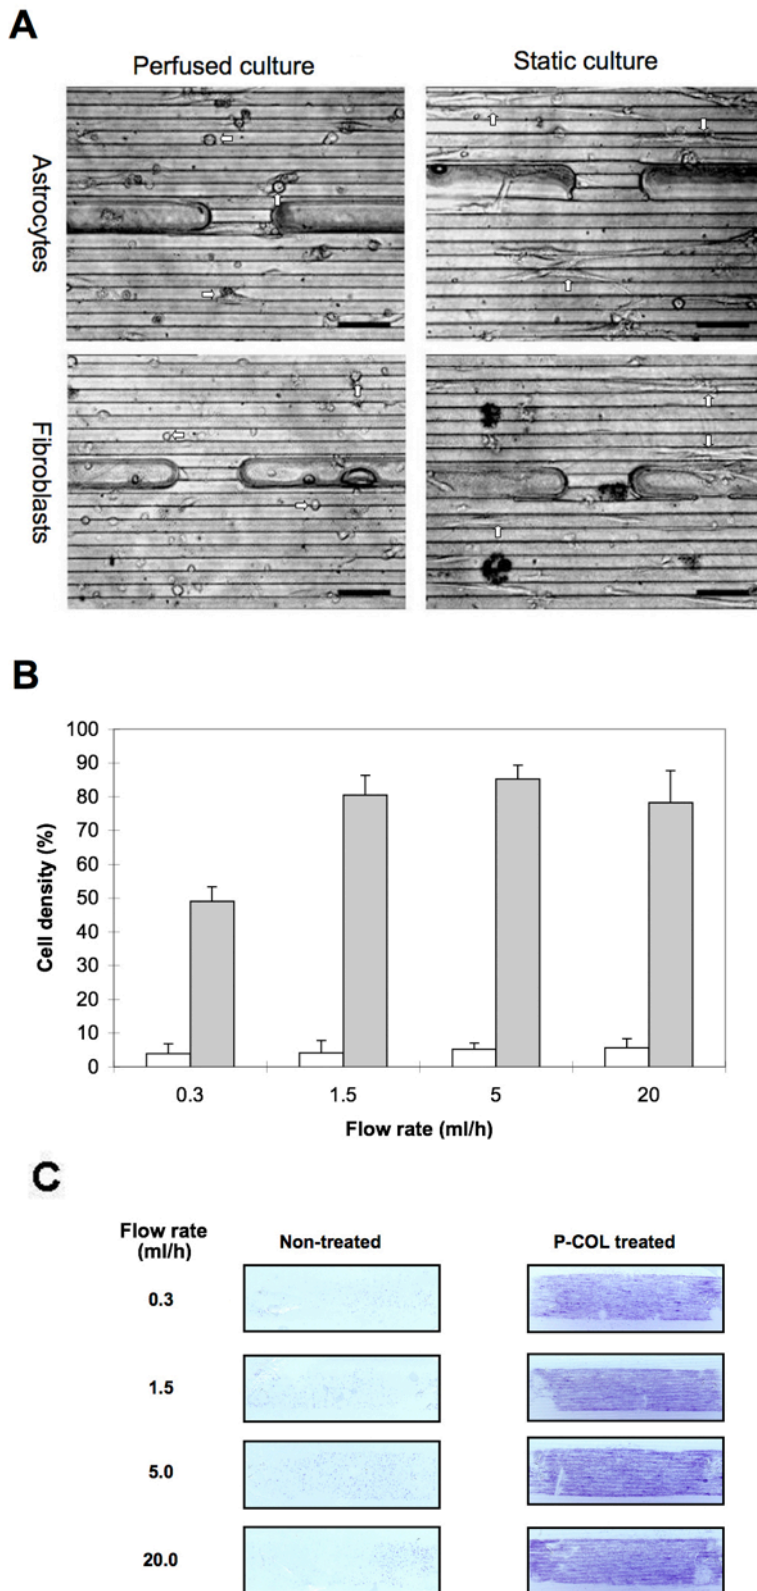 A
Perfused culture
Static culture
Astrocytes
Fibroblasts
B
100
90
80
70
60
50
40
30
20
10
0
Cell density (%)
0.3
1.5
5
20
Flow rate (ml/h)
C
Flow rate
(ml/h)
Non-treated
P-COL treated
0.3
1.5
5.0
20.0